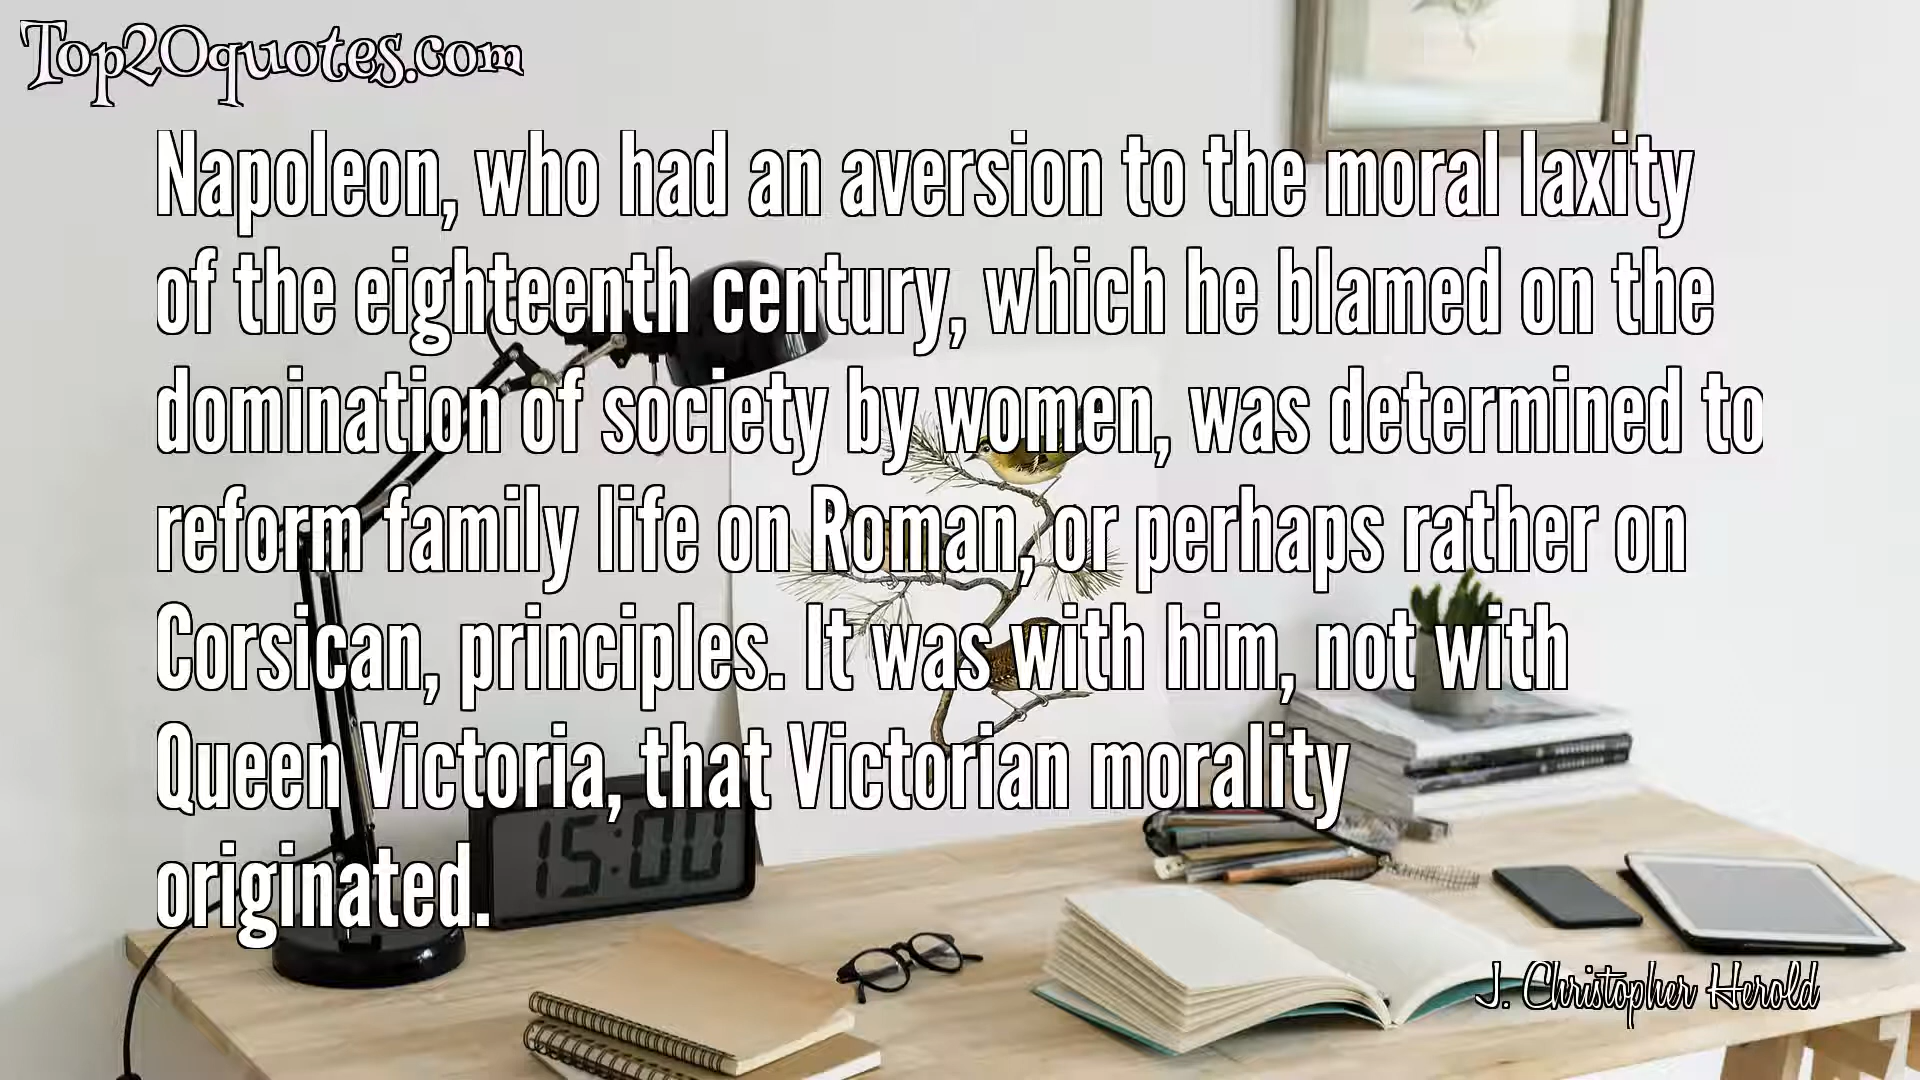 Top20quotes.com
Napoleon, who had an aversion to the moral laxity
of the eighteenth century, which he blamed on the
domination of society by women, was determined to
reform family life on Roman, or perhaps rather on
Corsican, principles. It was with him, not with
Queen Victoria, that Victorian morality
originated.
15:00
J. Christopher Herold